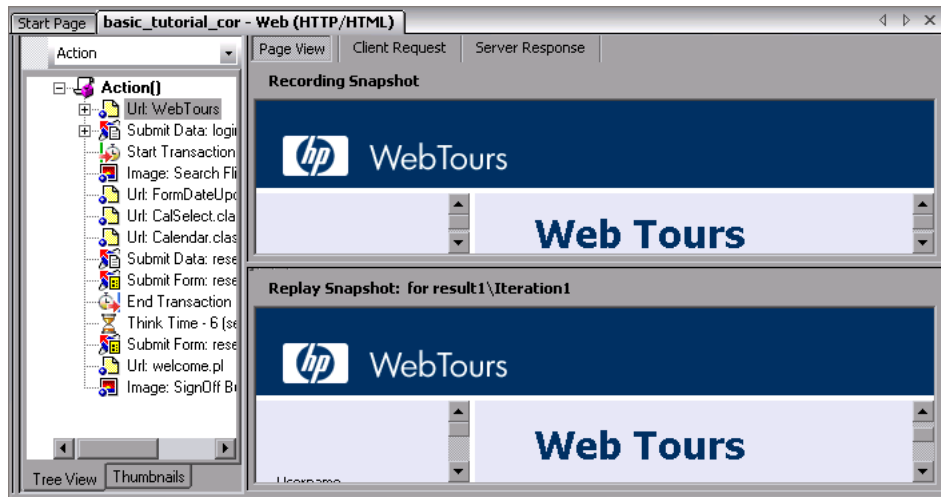 Start Page
basic_tutorial_cor - Web (HTTP/HTML)
Action
Page View
Client Request
Server Response
Action()
Url: WebTours
Submit Data: logi
Start Transaction
Image: Search Fli
Url: FormDateUpd
Url: CalSelect.cla
Url: Calendar.clas
Submit Data: rese
Submit Form: rese
End Transaction
Think Time - 6 (se
Submit Form: rese
Url: welcome.pl
Image: SignOff Bu
Tree View
Thumbnails
Recording Snapshot
hp WebTours
Web Tours
Replay Snapshot: for result1\Iteration1
hp WebTours
Username
Web Tours